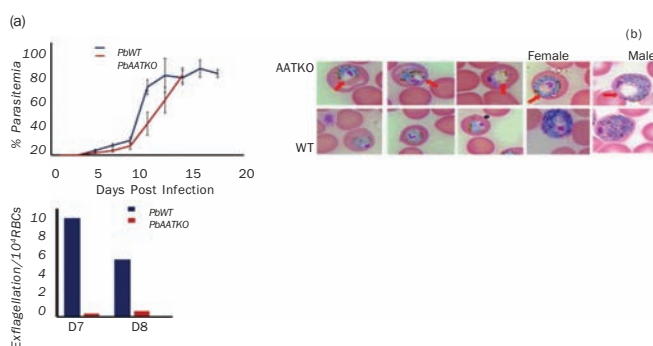 (a)
100
80
60
40
20
% Parasitemia
PbWT
PbAATKO
0 5 10 15 20
Days Post Infection
10
8
6
4
2
0
Exflagellation/10⁴RBCs
PbWT
PbAATKO
D7 D8
(b)
Female Male
AATKO
WT